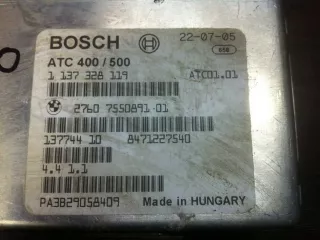 BOSCH 22-07-05
ATC 400 / 500
1 137 328 119 ATC01.01
2760 7550891 01
137744 10 8471227540
4.4 1.1
PA3B29058409 Made in HUNGARY